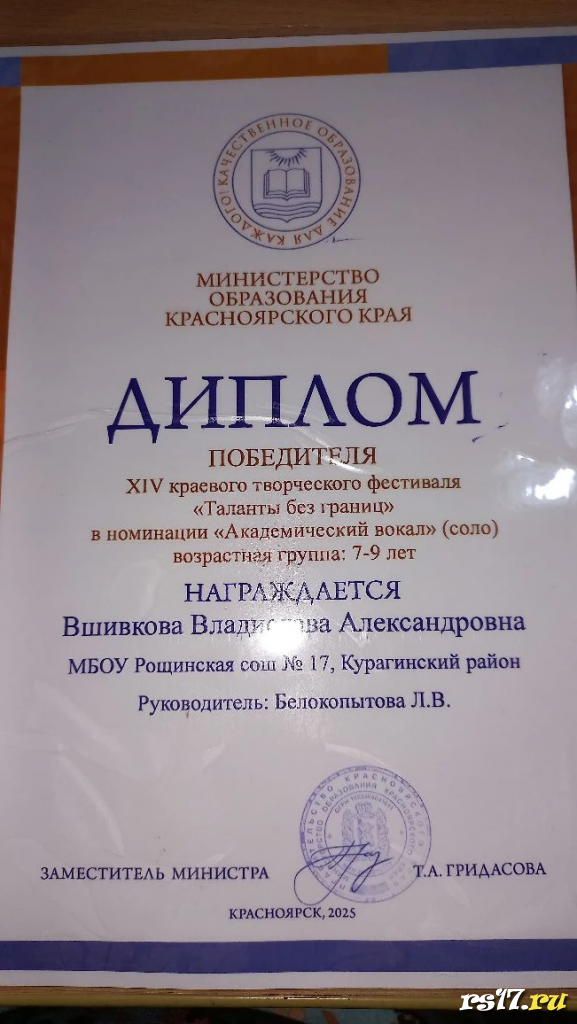 КАЧЕСТВЕННОЕ ОБРАЗОВАНИЕ ДЛЯ КАЖДОГО!
МИНИСТЕРСТВО
ОБРАЗОВАНИЯ
КРАСНОЯРСКОГО КРАЯ
ДИПЛОМ
ПОБЕДИТЕЛЯ
XIV краевого творческого фестиваля
«Таланты без границ»
в номинации «Академический вокал» (соло)
возрастная группа: 7-9 лет
НАГРАЖДАЕТСЯ
Вшивкова Владислава Александровна
МБОУ Рощинская сош № 17, Курагинский район
Руководитель: Белокопытова Л.В.
ЗАМЕСТИТЕЛЬ МИНИСТРА
Т.А. ГРИДАСОВА
КРАСНОЯРСК, 2025
rs17.ru